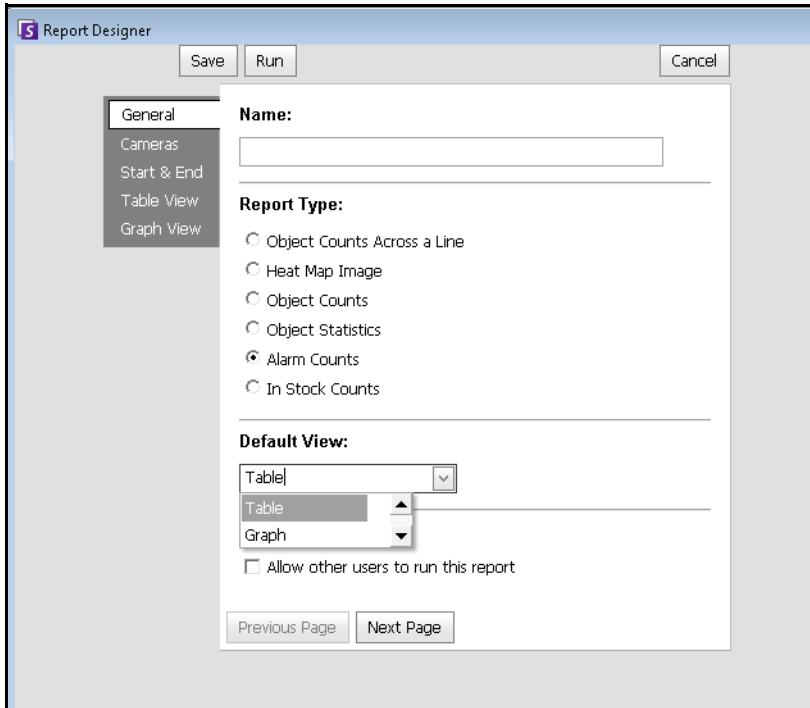 Report Designer
Save Run Cancel
General
Cameras
Start & End
Table View
Graph View
Name:
Report Type:
Object Counts Across a Line
Heat Map Image
Object Counts
Object Statistics
Alarm Counts
In Stock Counts
Default View:
Table
Table
Graph
Allow other users to run this report
Previous Page Next Page